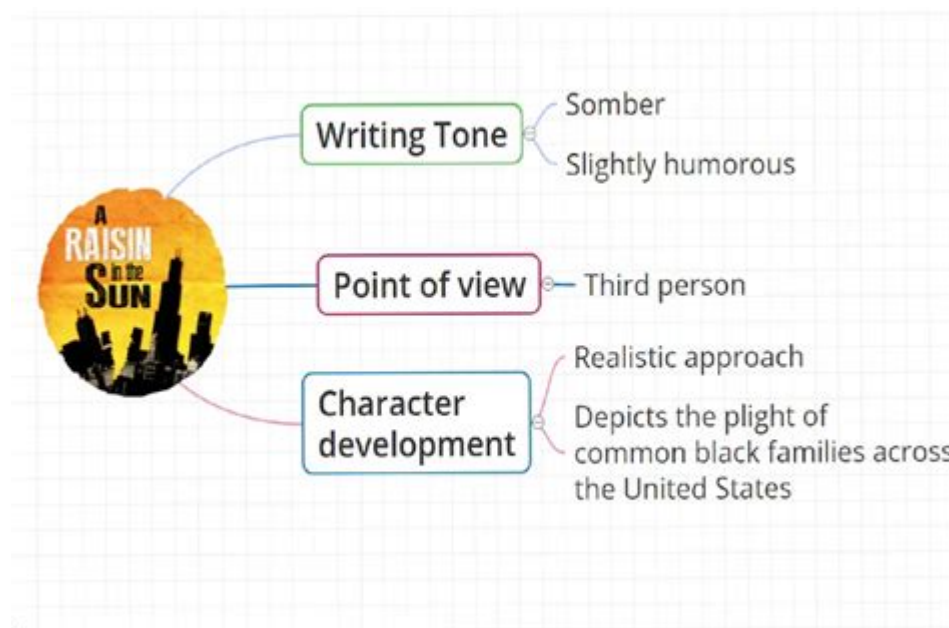 A
RAISIN
in the
SUN
Writing Tone
Somber
Slightly humorous
Point of view
Third person
Character
development
Realistic approach
Depicts the plight of
common black families across
the United States